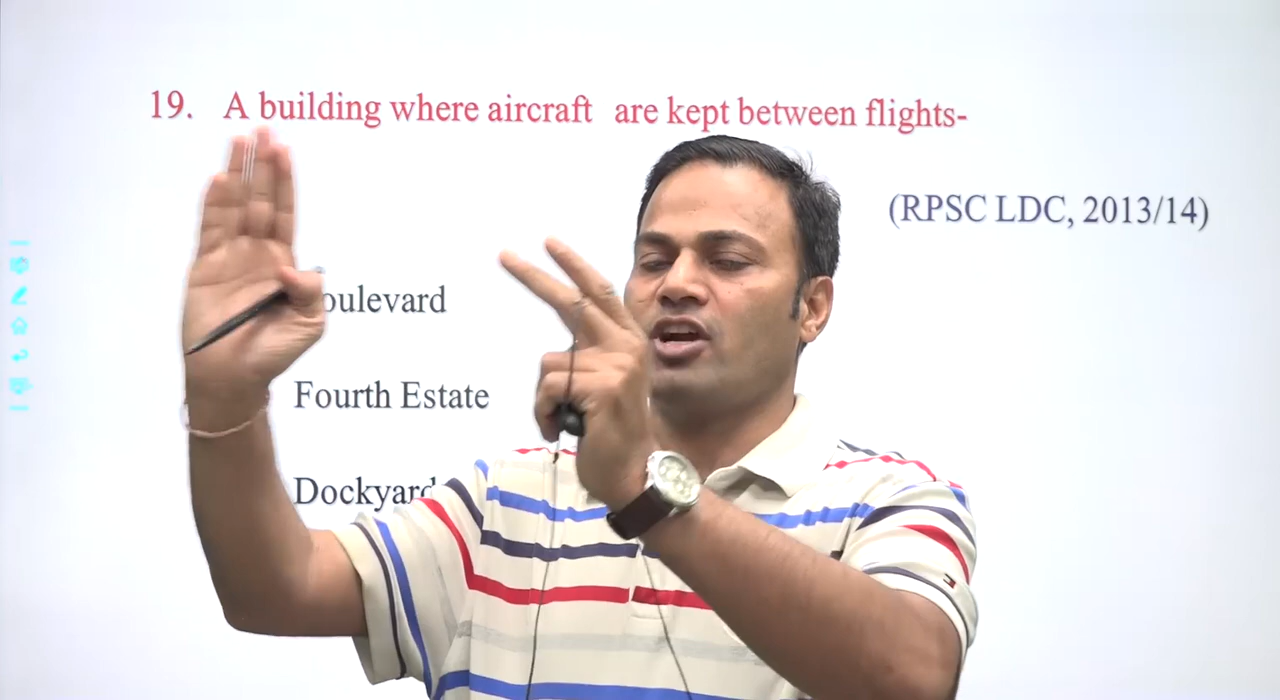 19. A building where aircraft are kept between flights-
(RPSC LDC, 2013/14)
oulevard
Fourth Estate
Dockyard